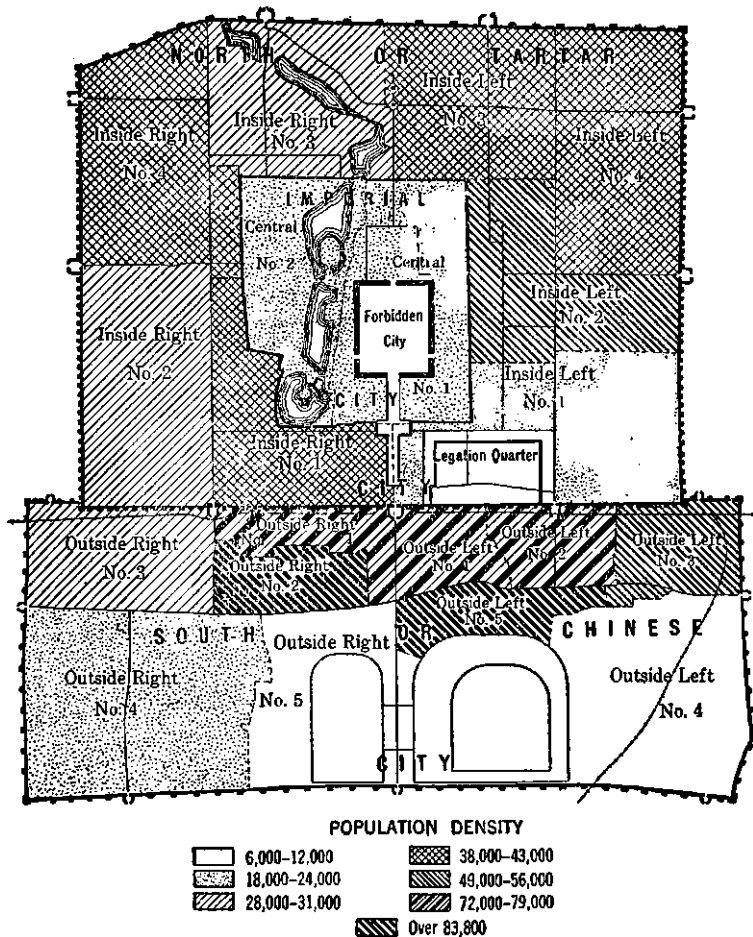 NORTH OR TARTAR
Inside Left
No. 3
Inside Right
No. 3
Inside Right
No. 4
Inside Left
No. 4
IMPERIAL
Central
No. 2
Central
No. 1
Forbidden
City
Inside Left
No. 2
Inside Right
No. 2
Inside Left
No. 1
CITY
Inside Right
No. 1
Legation Quarter
CITY
Outside Right
No.
Outside Left
No. 2
Outside Right
No. 3
Outside Left
No. 1
Outside Left
No. 3
Outside Right
No. 2
Outside Left
No. 5
SOUTH OR CHINESE
Outside Right
No. 5
Outside Right
No. 4
Outside Left
No. 4
CITY
POPULATION DENSITY
6,000–12,000
38,000–43,000
18,000–24,000
49,000–56,000
28,000–31,000
72,000–79,000
Over 83,800